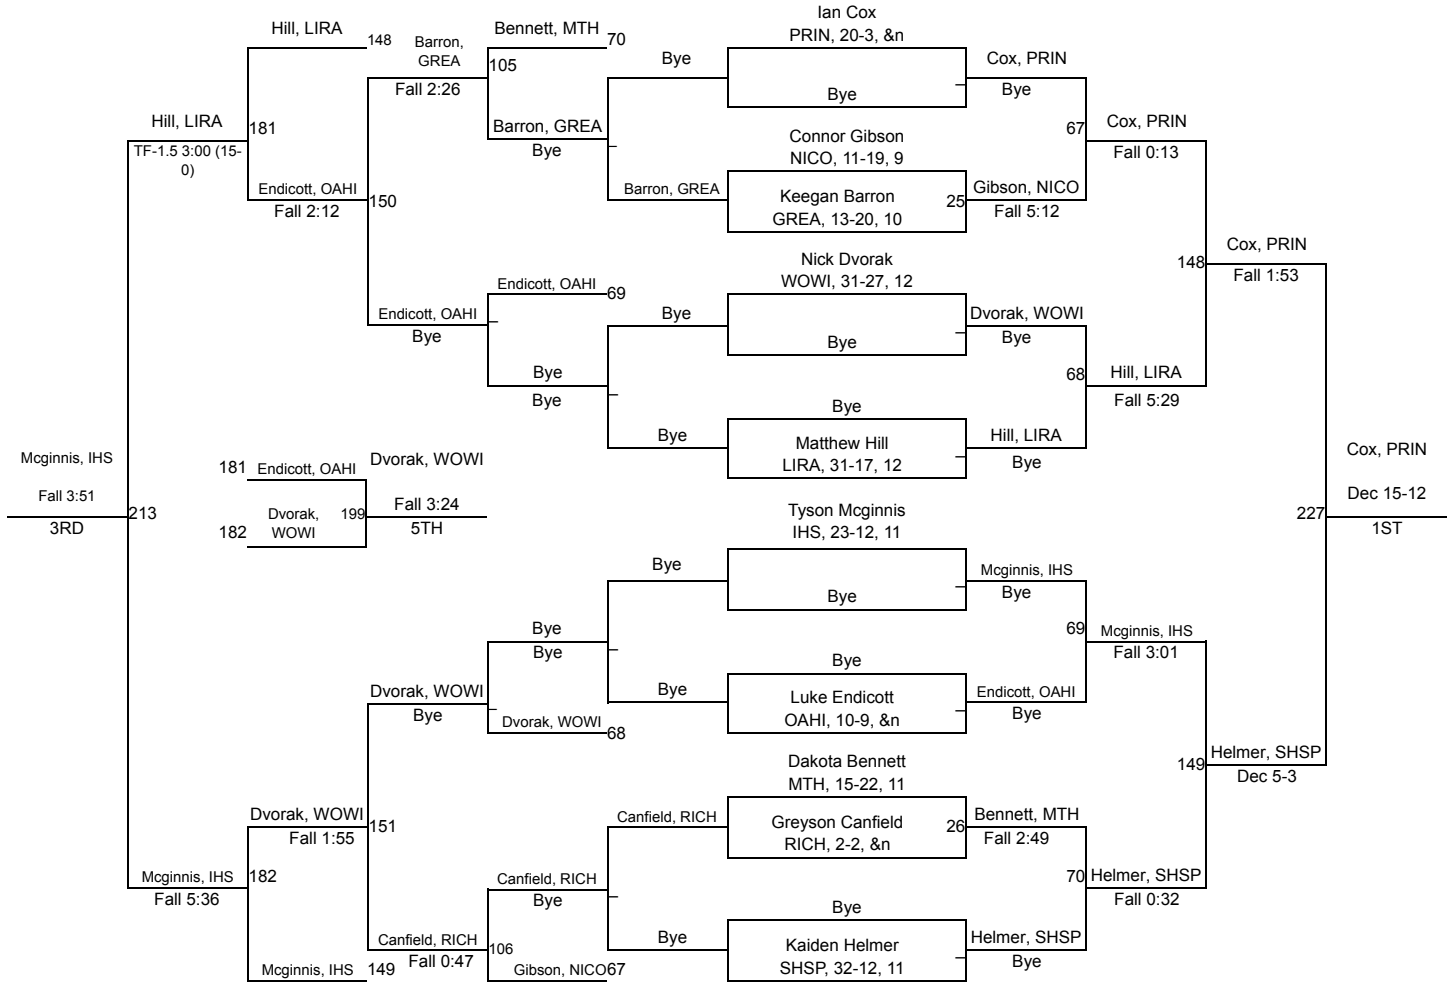 Ian Cox
PRIN, 20-3, &n
Bye
Connor Gibson
NICO, 11-19, 9
Keegan Barron
GREA, 13-20, 10
25
Nick Dvorak
WOWI, 31-27, 12
Bye
Bye
Matthew Hill
LIRA, 31-17, 12
Tyson Mcginnis
IHS, 23-12, 11
Bye
Bye
Luke Endicott
OAHI, 10-9, &n
Dakota Bennett
MTH, 15-22, 11
Greyson Canfield
RICH, 2-2, &n
26
Bye
Kaiden Helmer
SHSP, 32-12, 11
Cox, PRIN
Bye
67
Gibson, NICO
Fall 5:12
Dvorak, WOWI
Bye
68
Hill, LIRA
Bye
Mcginnis, IHS
Bye
69
Endicott, OAHI
Bye
Bennett, MTH
Fall 2:49
70
Helmer, SHSP
Bye
Cox, PRIN
Fall 0:13
148
Hill, LIRA
Fall 5:29
Mcginnis, IHS
Fall 3:01
149
Helmer, SHSP
Fall 0:32
Cox, PRIN
Fall 1:53
227
Helmer, SHSP
Dec 5-3
Cox, PRIN
Dec 15-12
1ST
Bye
Barron, GREA
Bye
Bye
Bye
Bye
Canfield, RICH
Bye
Bennett, MTH
70
105
Barron, GREA
Bye
Endicott, OAHI
69
Bye
Bye
Bye
Bye
Dvorak, WOWI
68
Canfield, RICH
Bye
106
Gibson, NICO
67
Barron,
GREA
Fall 2:26
150
Endicott, OAHI
Bye
Dvorak, WOWI
Bye
151
Canfield, RICH
Fall 0:47
Hill, LIRA
148
181
Endicott, OAHI
Fall 2:12
Dvorak, WOWI
Fall 1:55
182
Mcginnis, IHS
149
Hill, LIRA
TF-1.5 3:00 (15-
0)
213
Mcginnis, IHS
Fall 5:36
Mcginnis, IHS
Fall 3:51
3RD
181
Endicott, OAHI
199
182
Dvorak,
WOWI
Dvorak, WOWI
Fall 3:24
5TH